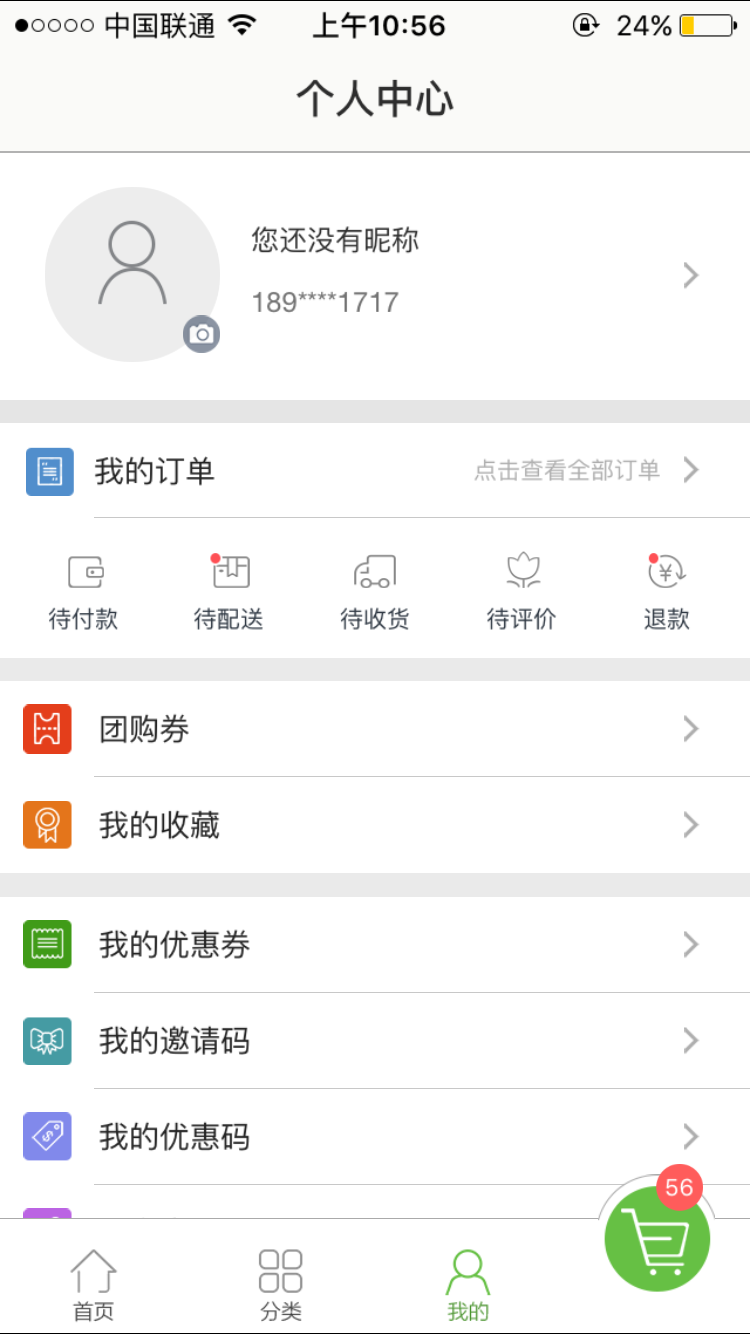 中国联通 上午10:56 24%
个人中心
您还没有昵称
189****1717
我的订单 点击查看全部订单
待付款 待配送 待收货 待评价 退款
团购券
我的收藏
我的优惠券
我的邀请码
我的优惠码
56
首页 分类 我的